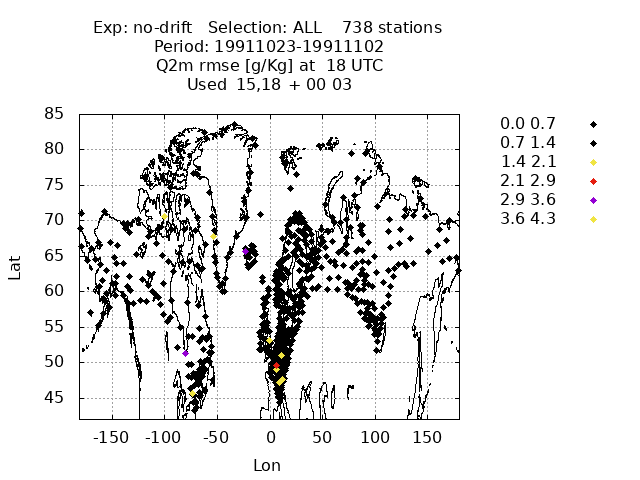 Exp: no-drift Selection: ALL 738 stations
Period: 19911023-19911102
Q2m rmse [g/Kg] at 18 UTC
Used 15,18 + 00 03
85
80
75
70
65
60
55
50
45
Lat
-150 -100 -50 0 50 100 150
Lon
0.0 0.7
0.7 1.4
1.4 2.1
2.1 2.9
2.9 3.6
3.6 4.3